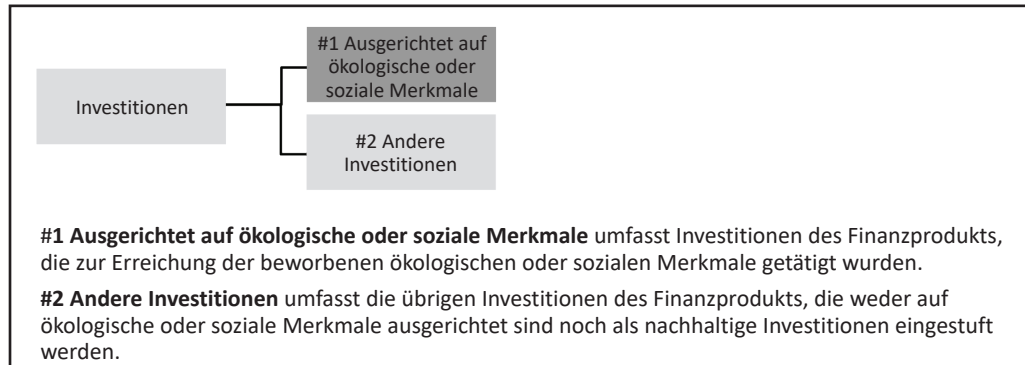 #1 Ausgerichtet auf
ökologische oder
soziale Merkmale
Investitionen
#2 Andere
Investitionen
#1 Ausgerichtet auf ökologische oder soziale Merkmale umfasst Investitionen des Finanzprodukts,
die zur Erreichung der beworbenen ökologischen oder sozialen Merkmale getätigt wurden.
#2 Andere Investitionen umfasst die übrigen Investitionen des Finanzprodukts, die weder auf
ökologische oder soziale Merkmale ausgerichtet sind noch als nachhaltige Investitionen eingestuft
werden.